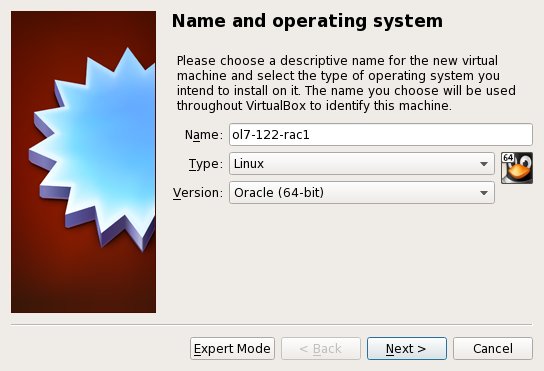 Name and operating system
Please choose a descriptive name for the new virtual
machine and select the type of operating system you
intend to install on it. The name you choose will be used
throughout VirtualBox to identify this machine.
Name: ol7-122-rac1
Type: Linux
64
Version: Oracle (64-bit)
Expert Mode < Back Next > Cancel